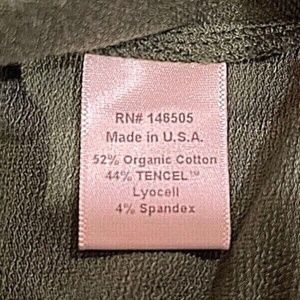 RN# 146505
Made in U.S.A.
52% Organic Cotton
44% TENCEL™
Lyocell
4% Spandex